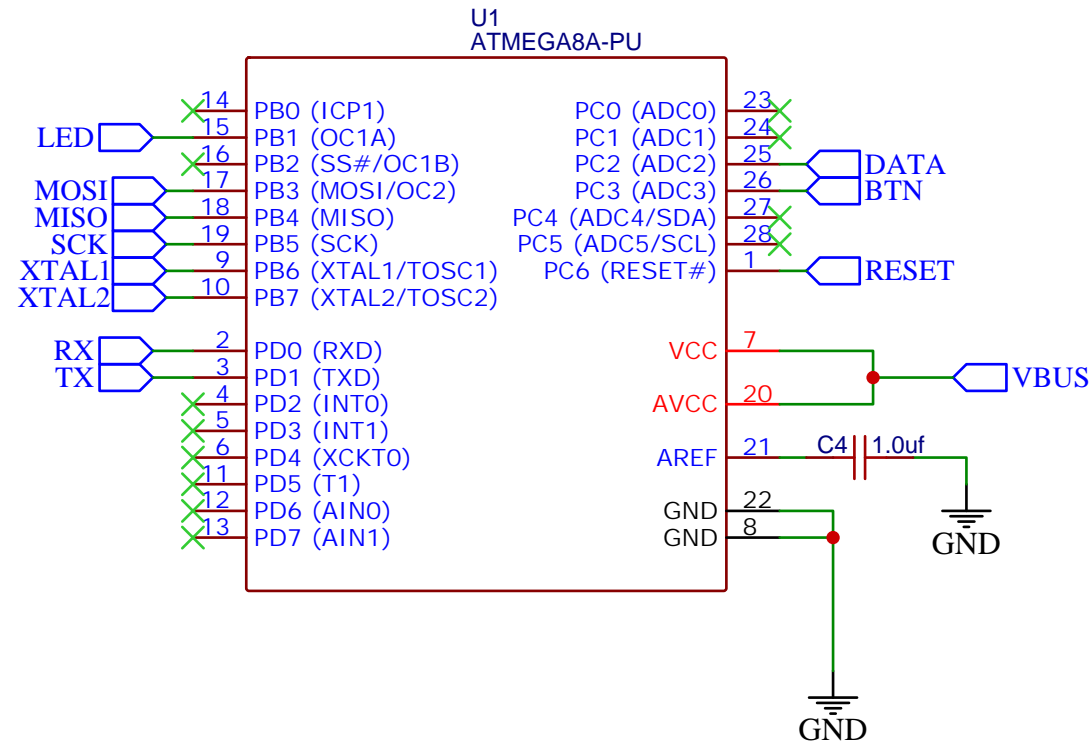 U1
ATMEGA8A-PU
14 PB0 (ICP1) PC0 (ADC0) 23
LED 15 PB1 (OC1A) PC1 (ADC1) 24
16 PB2 (SS#/OC1B) PC2 (ADC2) 25 DATA
MOSI 17 PB3 (MOSI/OC2) PC3 (ADC3) 26 BTN
MISO 18 PB4 (MISO) PC4 (ADC4/SDA) 27
SCK 19 PB5 (SCK) PC5 (ADC5/SCL) 28
XTAL1 9 PB6 (XTAL1/TOSC1) PC6 (RESET#) 1 RESET
XTAL2 10 PB7 (XTAL2/TOSC2)
RX 2 PD0 (RXD) VCC 7
TX 3 PD1 (TXD) VBUS
4 PD2 (INT0) AVCC 20
5 PD3 (INT1)
6 PD4 (XCKT0) AREF 21 C4 1.0uf
11 PD5 (T1)
12 PD6 (AIN0) GND 22
13 PD7 (AIN1) GND 8
GND
GND